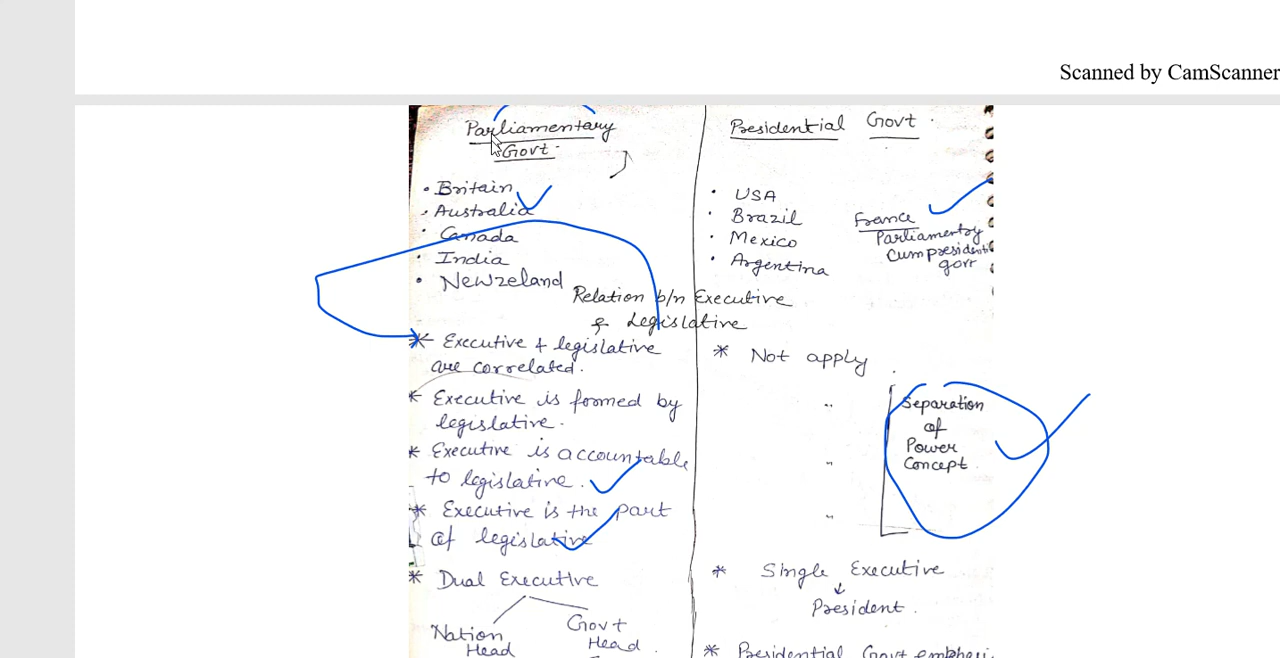 Scanned by CamScanner
Parliamentary
Govt
• Britain
• Australia
• Canada
• India
• Newzeland
Presidential Govt
• USA
• Brazil
• Mexico
• Argentina
France
Parliamentry
cum presidenti
govt
Relation b/n Executive
& Legislative
* Executive & legislative
are correlated.
* Executive is formed by
legislative.
* Executive is accountable
to legislative.
* Executive is the part
of legislative
* Dual Executive
Nation
Head
Govt
Head
* Not apply
"
"
"
Separation
of
Power
Concept
* Single Executive
President.
* Presidential Govt